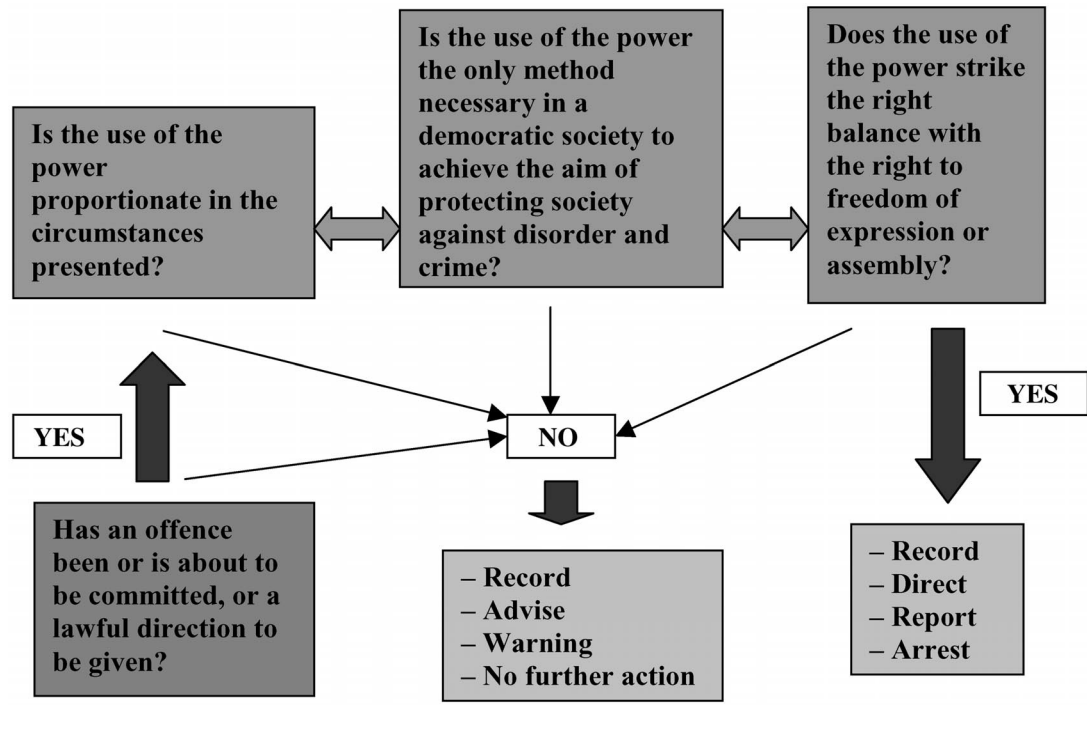 Is the use of the power
the only method
necessary in a
democratic society to
achieve the aim of
protecting society
against disorder and
crime?
Does the use of
the power strike
the right
balance with
the right to
freedom of
expression or
assembly?
Is the use of the
power
proportionate in the
circumstances
presented?
YES
YES
NO
Has an offence
been or is about to
be committed, or a
lawful direction to
be given?
– Record
– Advise
– Warning
– No further action
– Record
– Direct
– Report
– Arrest